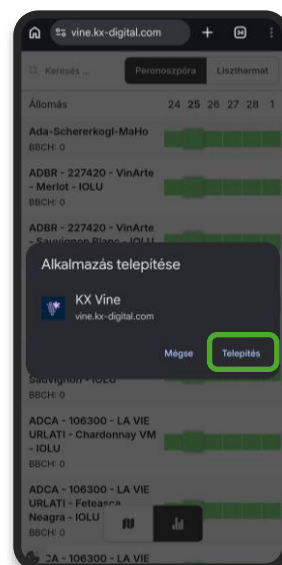 vine.kx-digital.com
Keresés ...
Peronoszpóra
Lisztharmat
Állomás 24 25 26 27 28 1
Ada-Schererkogl-MaHo
BBCH: 0
ADBR - 227420 - VinArte
- Merlot - IOLU
BBCH: 0
ADBR - 227420 - VinArte
- Sauvignon Blanc - IOLU
Alkalmazás telepítése
KX Vine
vine.kx-digital.com
Mégse
Telepítés
Sauvignon - IOLU
BBCH: 0
ADCA - 106300 - LA VIE
URLATI - Chardonnay VM
- IOLU
BBCH: 0
ADCA - 106300 - LA VIE
URLATI - Feteasca
Neagra - IOLU
BBCH: 0
CA - 106300 - LA VIE